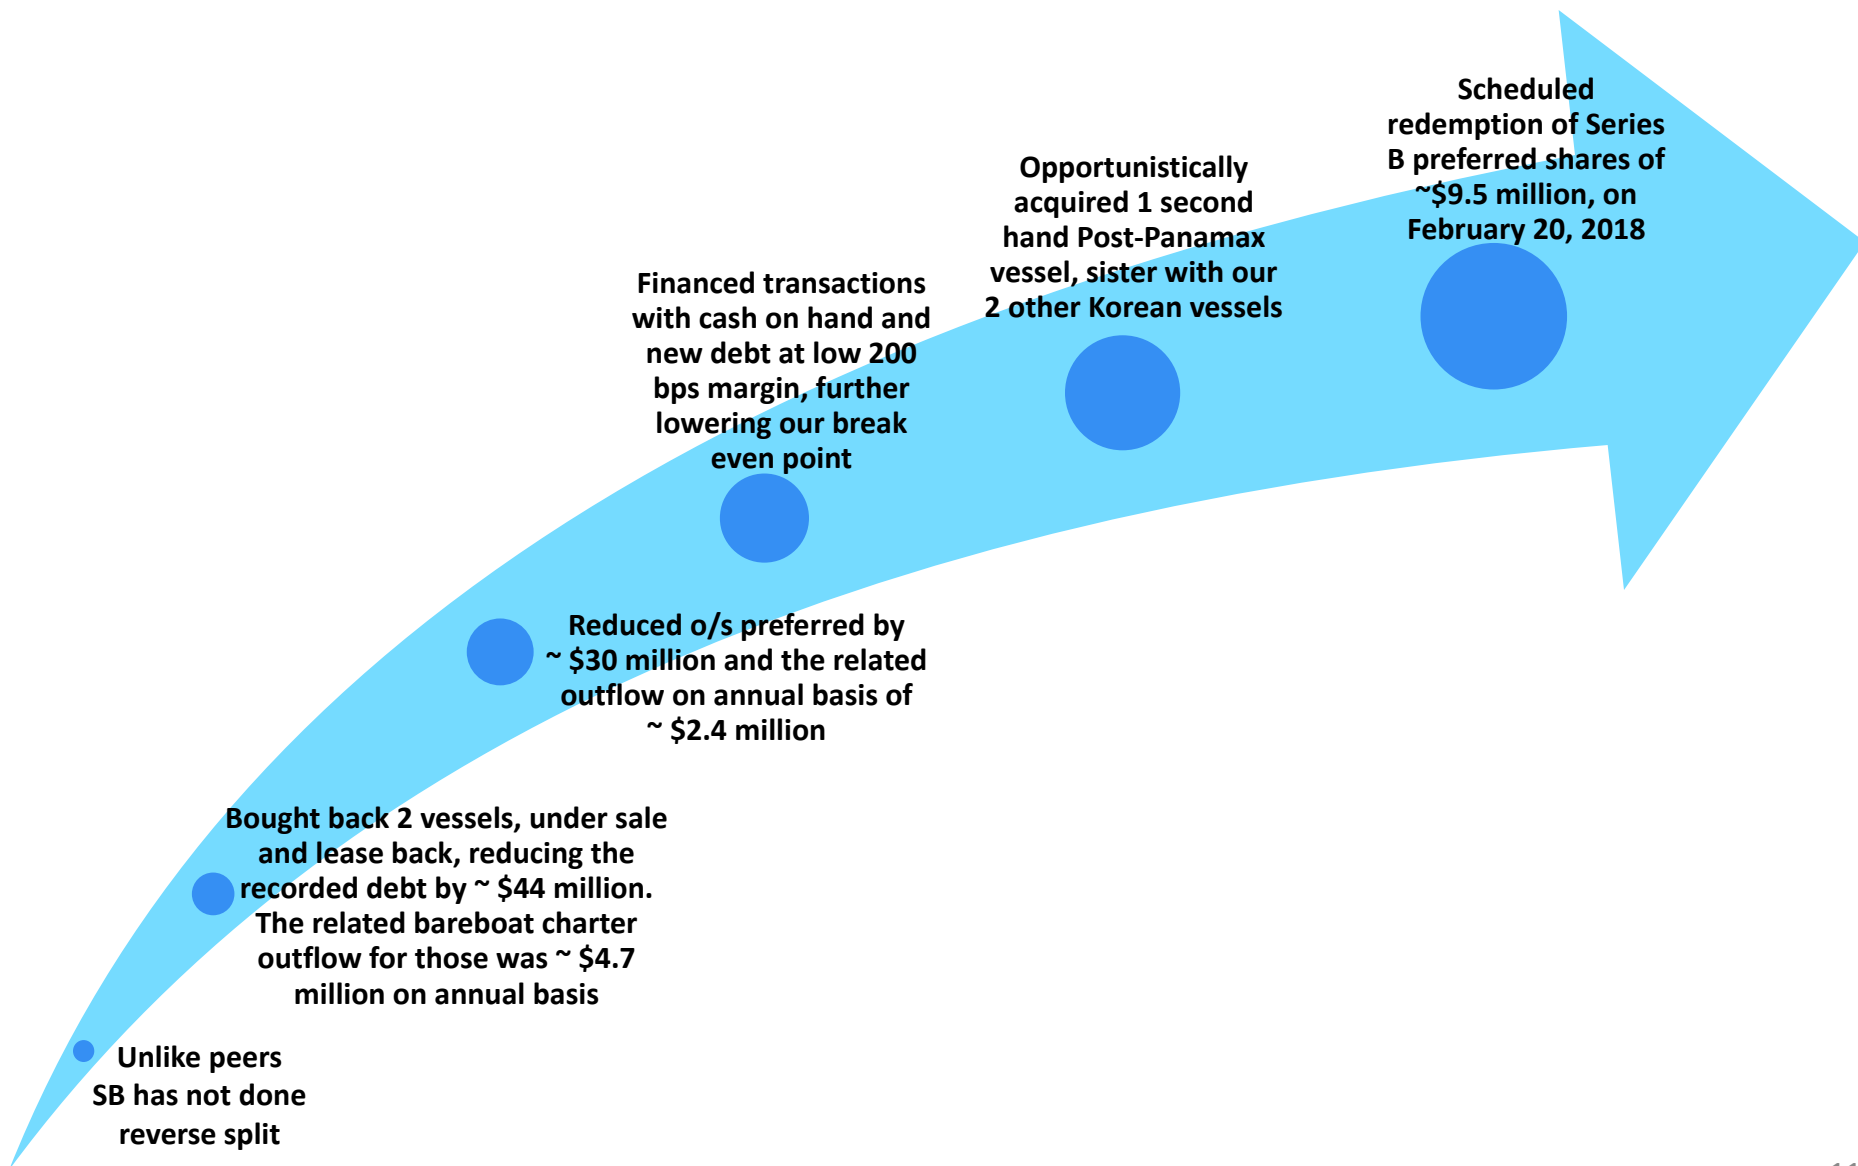 Scheduled
redemption of Series
B preferred shares of
~$9.5 million, on
February 20, 2018
Opportunistically
acquired 1 second
hand Post-Panamax
vessel, sister with our
2 other Korean vessels
Financed transactions
with cash on hand and
new debt at low 200
bps margin, further
lowering our break
even point
Reduced o/s preferred by
~ $30 million and the related
outflow on annual basis of
~ $2.4 million
Bought back 2 vessels, under sale
and lease back, reducing the
recorded debt by ~ $44 million.
The related bareboat charter
outflow for those was ~ $4.7
million on annual basis
Unlike peers
SB has not done
reverse split